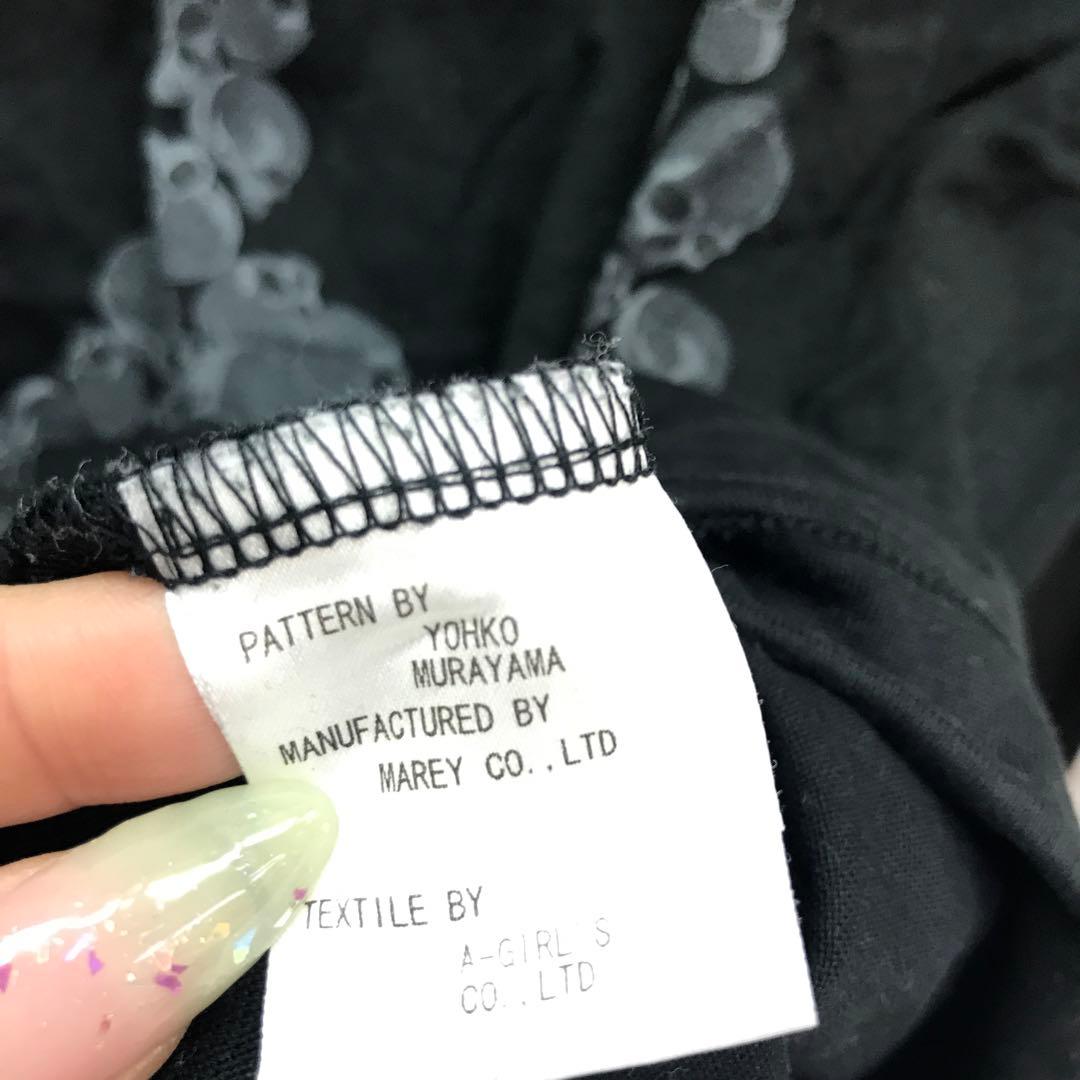 PATTERN BY
YOHKO
MURAYAMA
MANUFACTURED BY
MAREY CO.,LTD
TEXTILE BY
A-GIRL'S
CO.,LTD